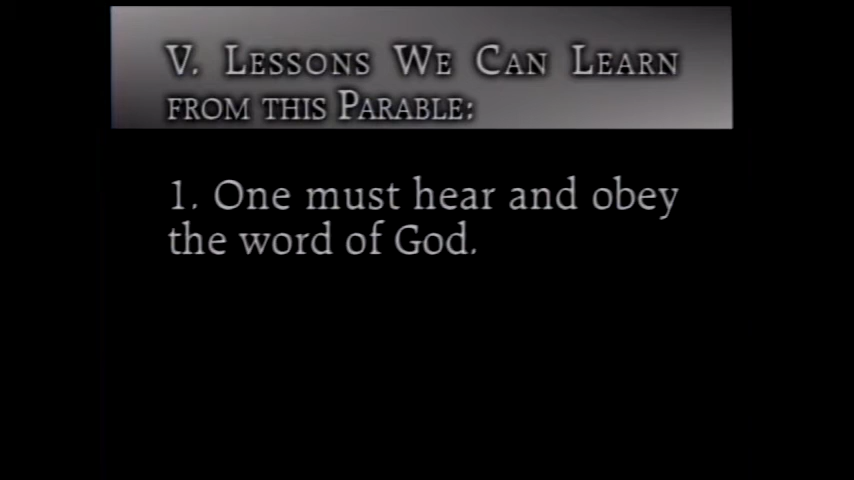 V. Lessons We Can Learn
from this Parable:
1. One must hear and obey
the word of God.